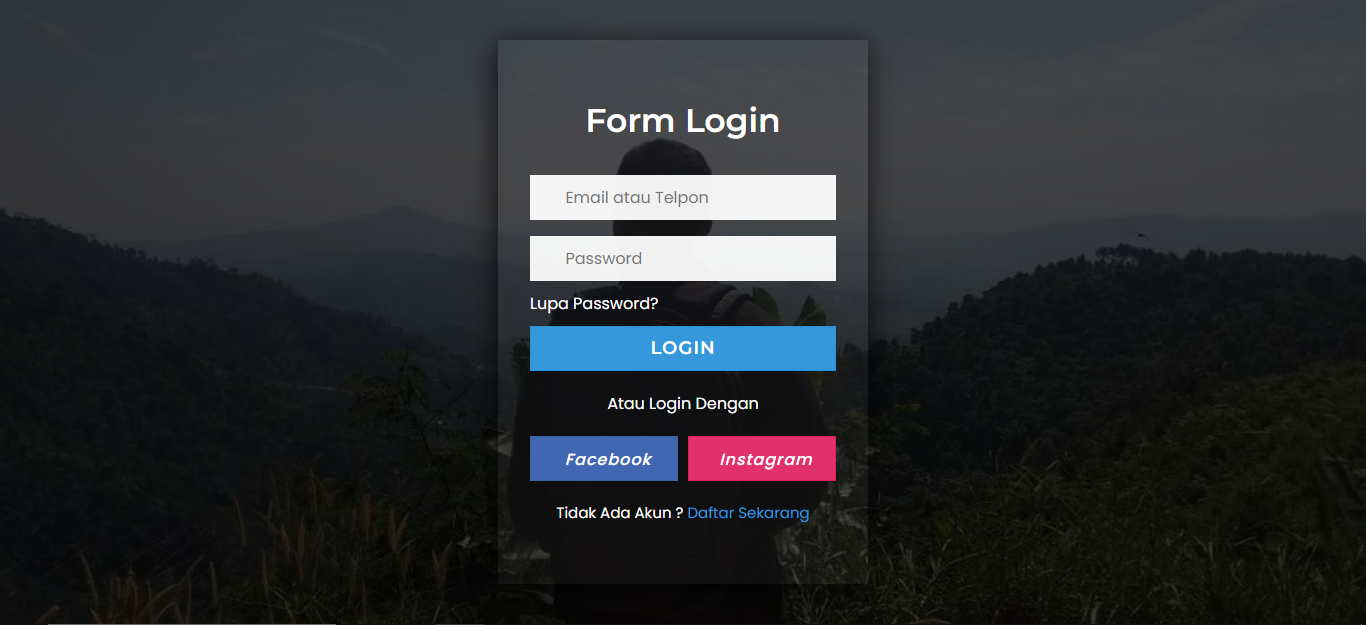 Form Login
Email atau Telpon
Password
Lupa Password?
LOGIN
Atau Login Dengan
Facebook Instagram
Tidak Ada Akun ? Daftar Sekarang